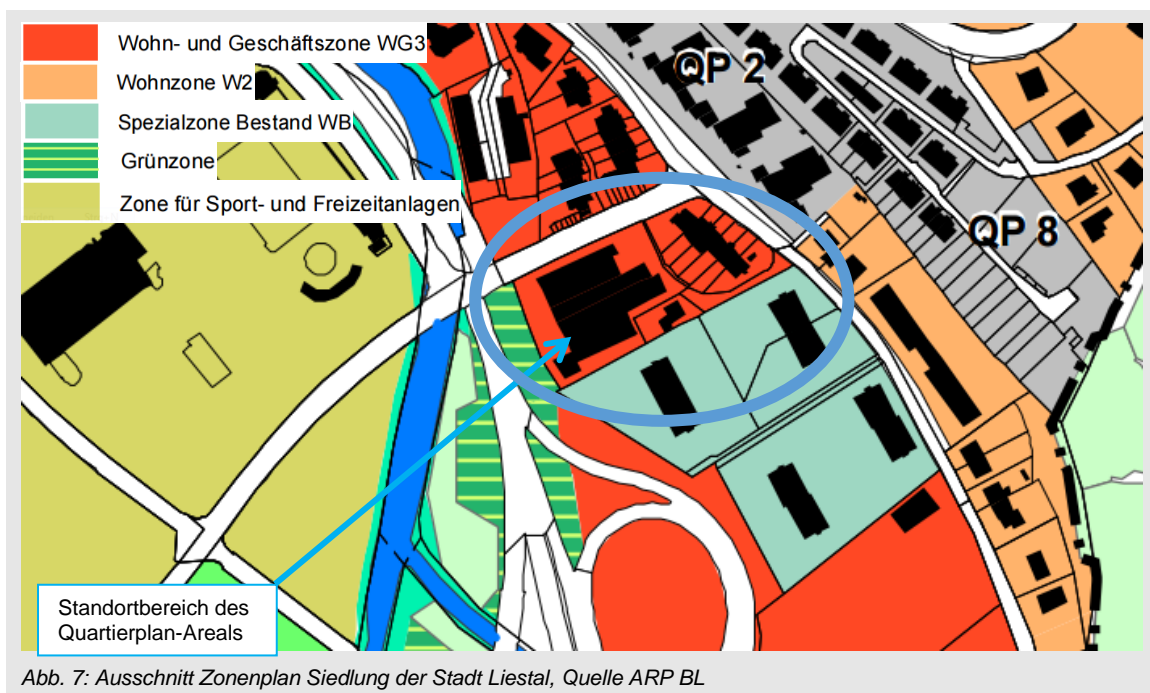 Wohn- und Geschäftszone WG3
Wohnzone W2
Spezialzone Bestand WB
Grünzone
Zone für Sport- und Freizeitanlagen
QP 2
QP 8
Standortbereich des
Quartierplan-Areals
Abb. 7: Ausschnitt Zonenplan Siedlung der Stadt Liestal, Quelle ARP BL